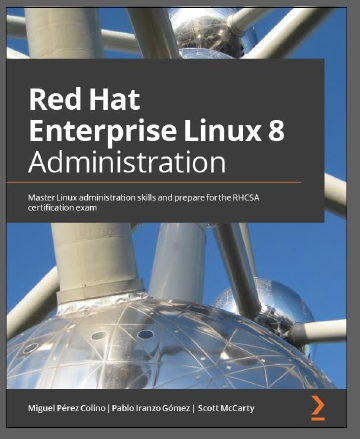 Red Hat
Enterprise Linux 8
Administration
Master Linux administration skills and prepare for the RHCSA
certification exam
Miguel Pérez Colino | Pablo Iranzo Gómez | Scott McCarty